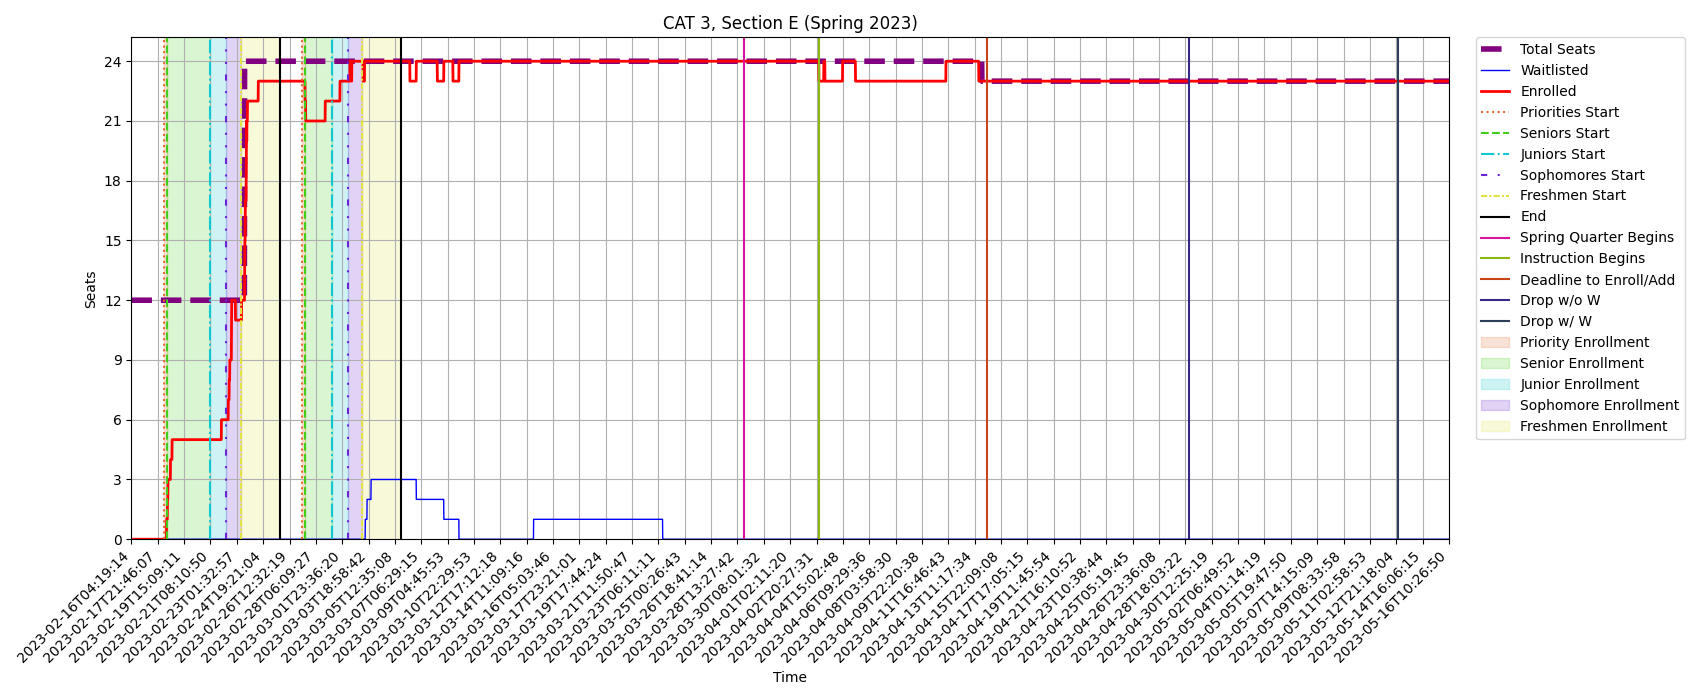 CAT 3, Section E (Spring 2023)
Seats
24
21
18
15
12
9
6
3
0
2023-02-16T04:19:14
2023-02-17T21:46:07
2023-02-19T15:09:11
2023-02-21T08:10:50
2023-02-23T01:32:57
2023-02-24T19:21:04
2023-02-26T12:32:19
2023-02-28T06:09:27
2023-03-01T23:36:20
2023-03-03T18:58:42
2023-03-05T12:35:08
2023-03-07T06:29:15
2023-03-09T04:45:53
2023-03-10T22:29:53
2023-03-12T17:12:18
2023-03-14T11:09:16
2023-03-16T05:03:46
2023-03-17T23:21:01
2023-03-19T17:44:24
2023-03-21T11:50:47
2023-03-23T06:11:11
2023-03-25T00:26:43
2023-03-26T18:41:14
2023-03-28T13:27:42
2023-03-30T08:01:32
2023-04-01T02:11:20
2023-04-02T20:27:31
2023-04-04T15:02:48
2023-04-06T09:29:36
2023-04-08T03:58:30
2023-04-09T22:20:38
2023-04-11T16:46:43
2023-04-13T11:17:34
2023-04-15T22:09:08
2023-04-17T17:05:15
2023-04-19T11:45:54
2023-04-21T16:10:52
2023-04-23T10:38:44
2023-04-25T05:19:45
2023-04-26T23:36:08
2023-04-28T18:03:22
2023-04-30T12:25:19
2023-05-02T06:49:52
2023-05-04T01:14:19
2023-05-05T19:47:50
2023-05-07T14:15:09
2023-05-09T08:33:58
2023-05-11T02:58:53
2023-05-12T21:18:04
2023-05-14T16:06:15
2023-05-16T10:26:50
Time
Total Seats
Waitlisted
Enrolled
Priorities Start
Seniors Start
Juniors Start
Sophomores Start
Freshmen Start
End
Spring Quarter Begins
Instruction Begins
Deadline to Enroll/Add
Drop w/o W
Drop w/ W
Priority Enrollment
Senior Enrollment
Junior Enrollment
Sophomore Enrollment
Freshmen Enrollment